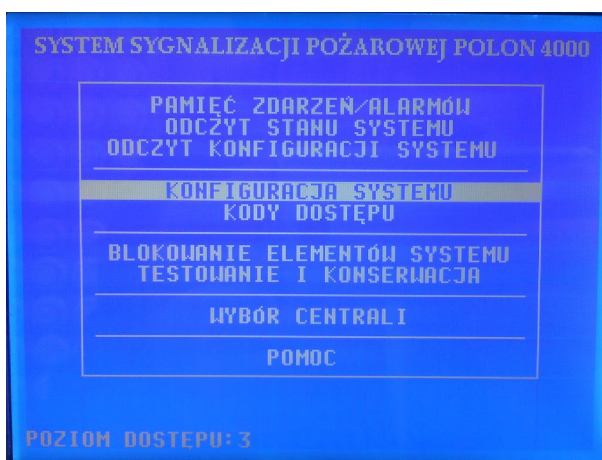 SYSTEM SYGNALIZACJI POŻAROWEJ POLON 4000
PAMIĘĆ ZDARZEŃ/ALARMÓW
ODCZYT STANU SYSTEMU
ODCZYT KONFIGURACJI SYSTEMU
KONFIGURACJA SYSTEMU
KODY DOSTĘPU
BLOKOWANIE ELEMENTÓW SYSTEMU
TESTOWANIE I KONSERWACJA
WYBÓR CENTRALI
POMOC
POZIOM DOSTĘPU:3